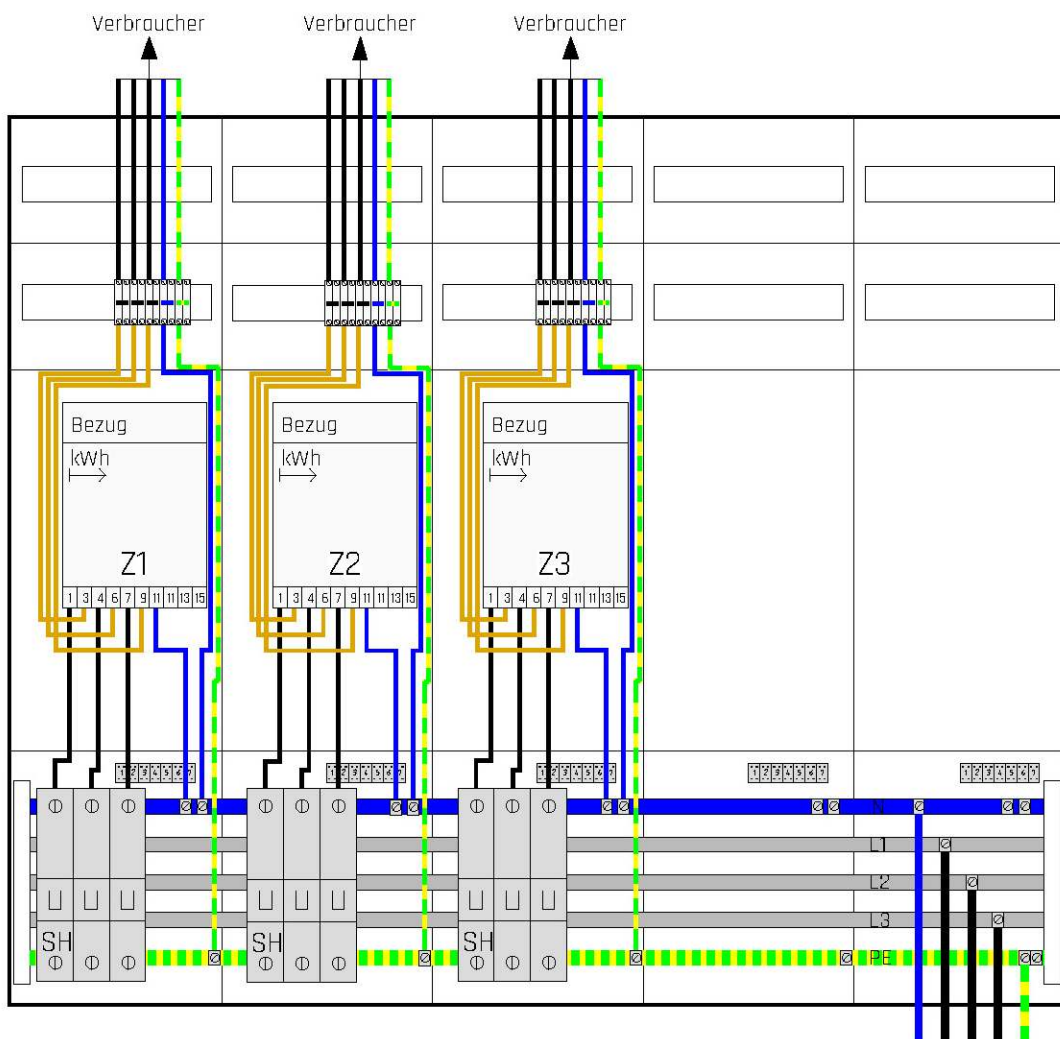 Verbraucher Verbraucher Verbraucher
Bezug Bezug Bezug
kWh kWh kWh
Z1 Z2 Z3
1 3 4 6 7 9 11 11 13 15 1 3 4 6 7 9 11 11 13 15 1 3 4 6 7 9 11 11 13 15
1 2 3 4 5 6 7 1 2 3 4 5 6 7 1 2 3 4 5 6 7 1 2 3 4 5 6 7 1 2 3 4 5 6 7
N
L1
L2
L3
SH SH SH
PE